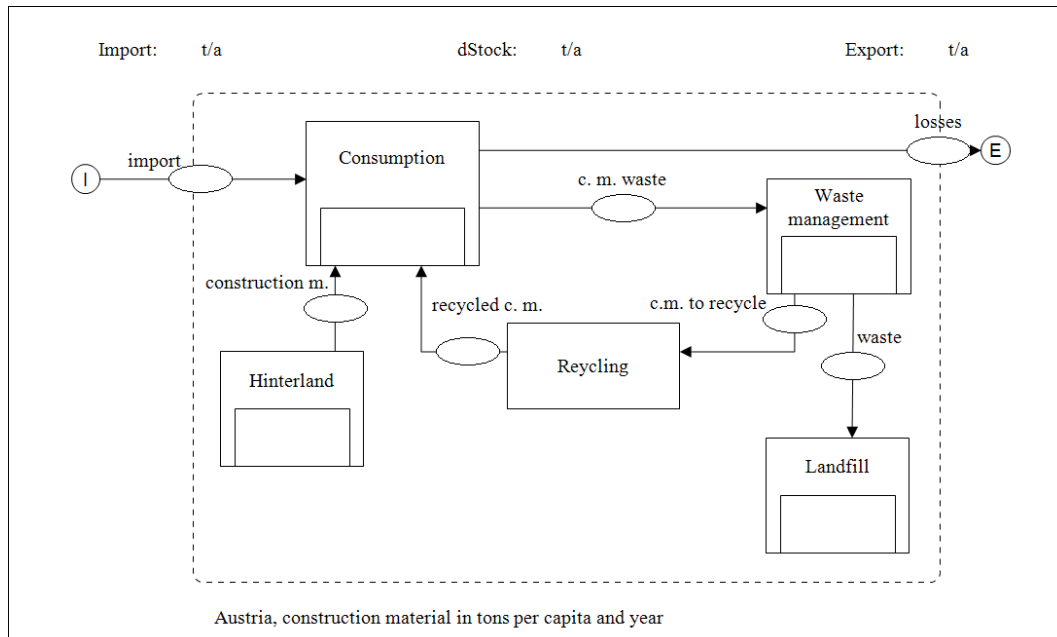 Import: t/a dStock: t/a Export: t/a
losses
import
Consumption
I
E
c. m. waste
Waste
management
construction m.
recycled c. m.
c.m. to recycle
waste
Hinterland
Reycling
Landfill
Austria, construction material in tons per capita and year